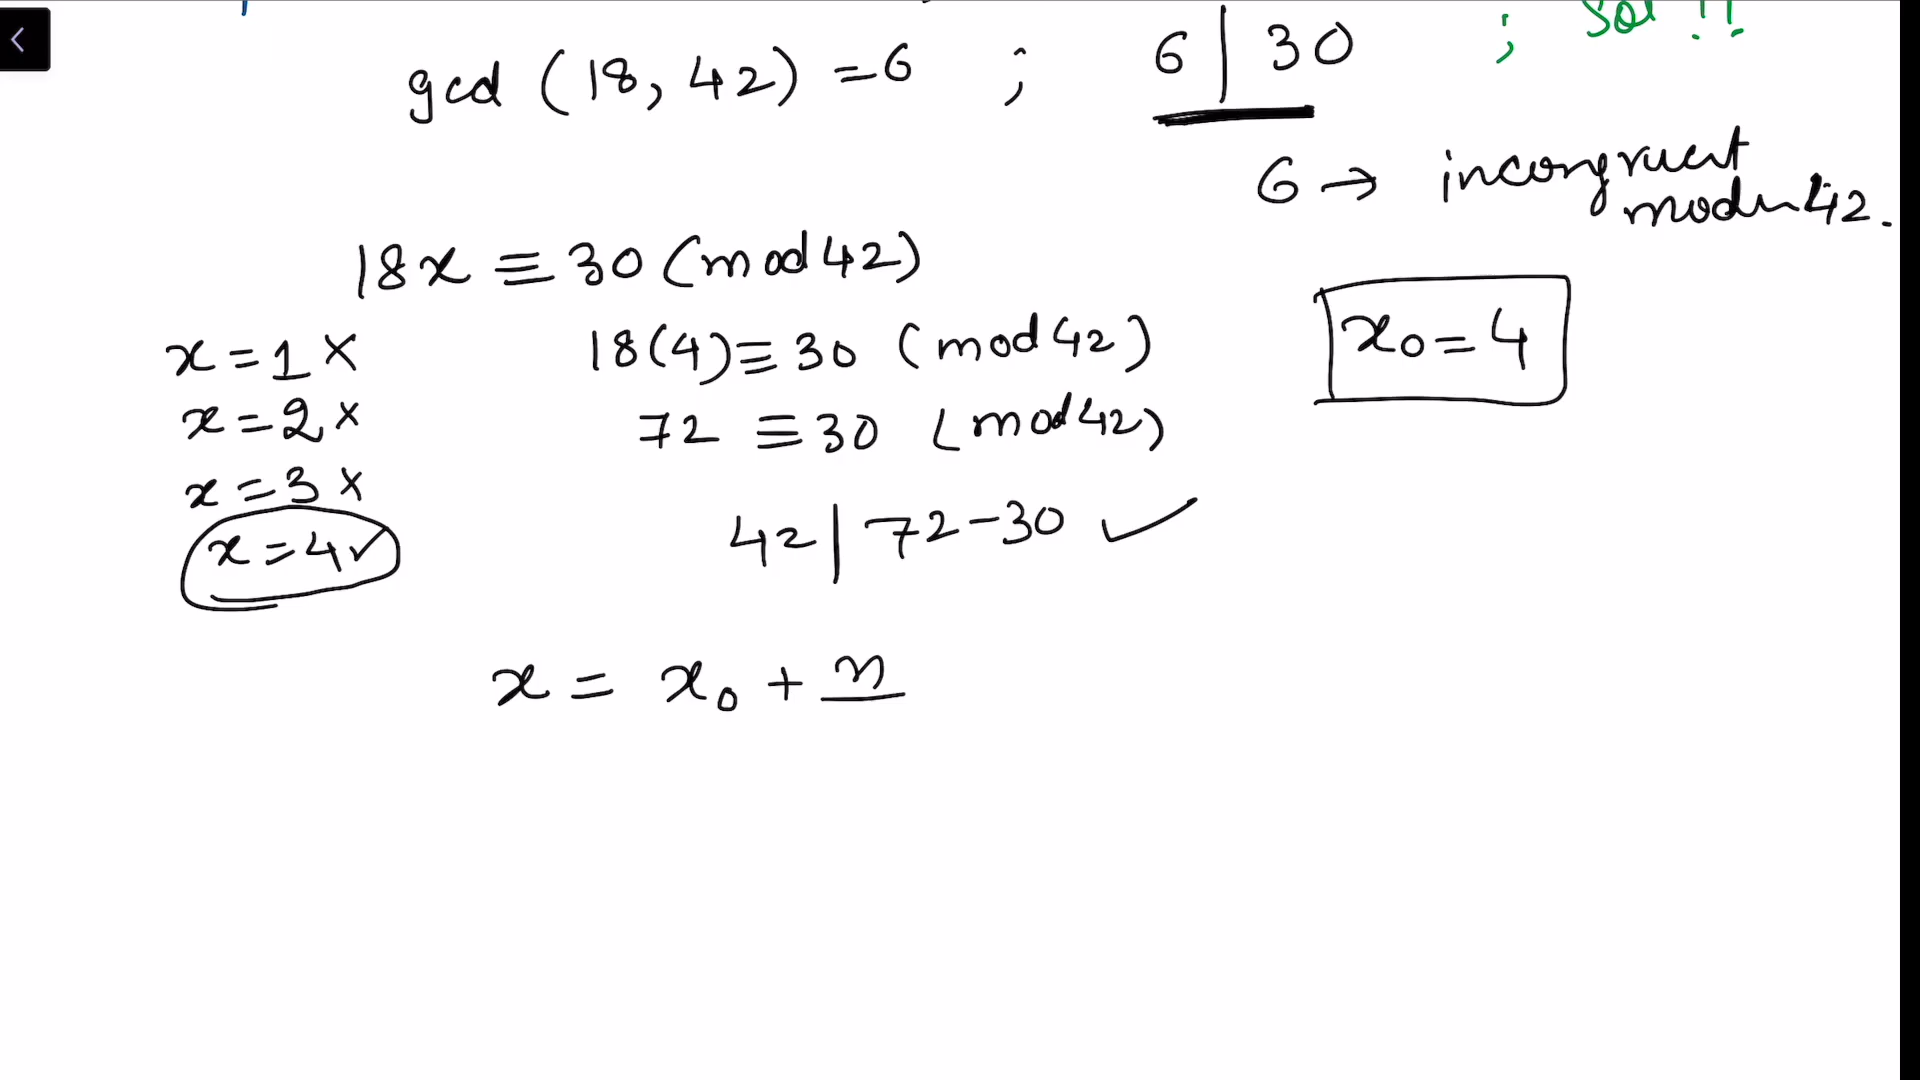 ; Sol !!
gcd (18, 42) = 6 ; 6 | 30
6 → incongruent
modu 42.
18x ≡ 30 (mod 42)
x = 1 ×
18(4) ≡ 30 (mod 42)
x₀ = 4
x = 2 ×
72 ≡ 30 (mod 42)
x = 3 ×
42 | 72 - 30 ✓
x = 4 ✓
x = x₀ + n